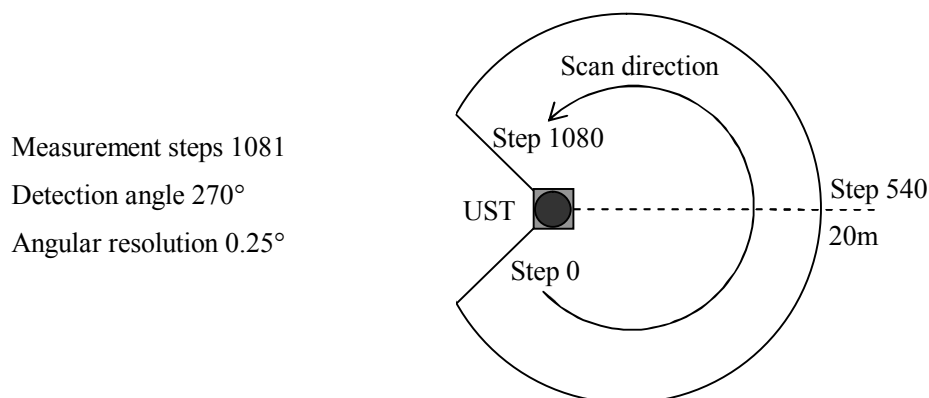 Measurement steps 1081
Detection angle 270°
Angular resolution 0.25°
Scan direction
Step 1080
Step 540
UST
20m
Step 0